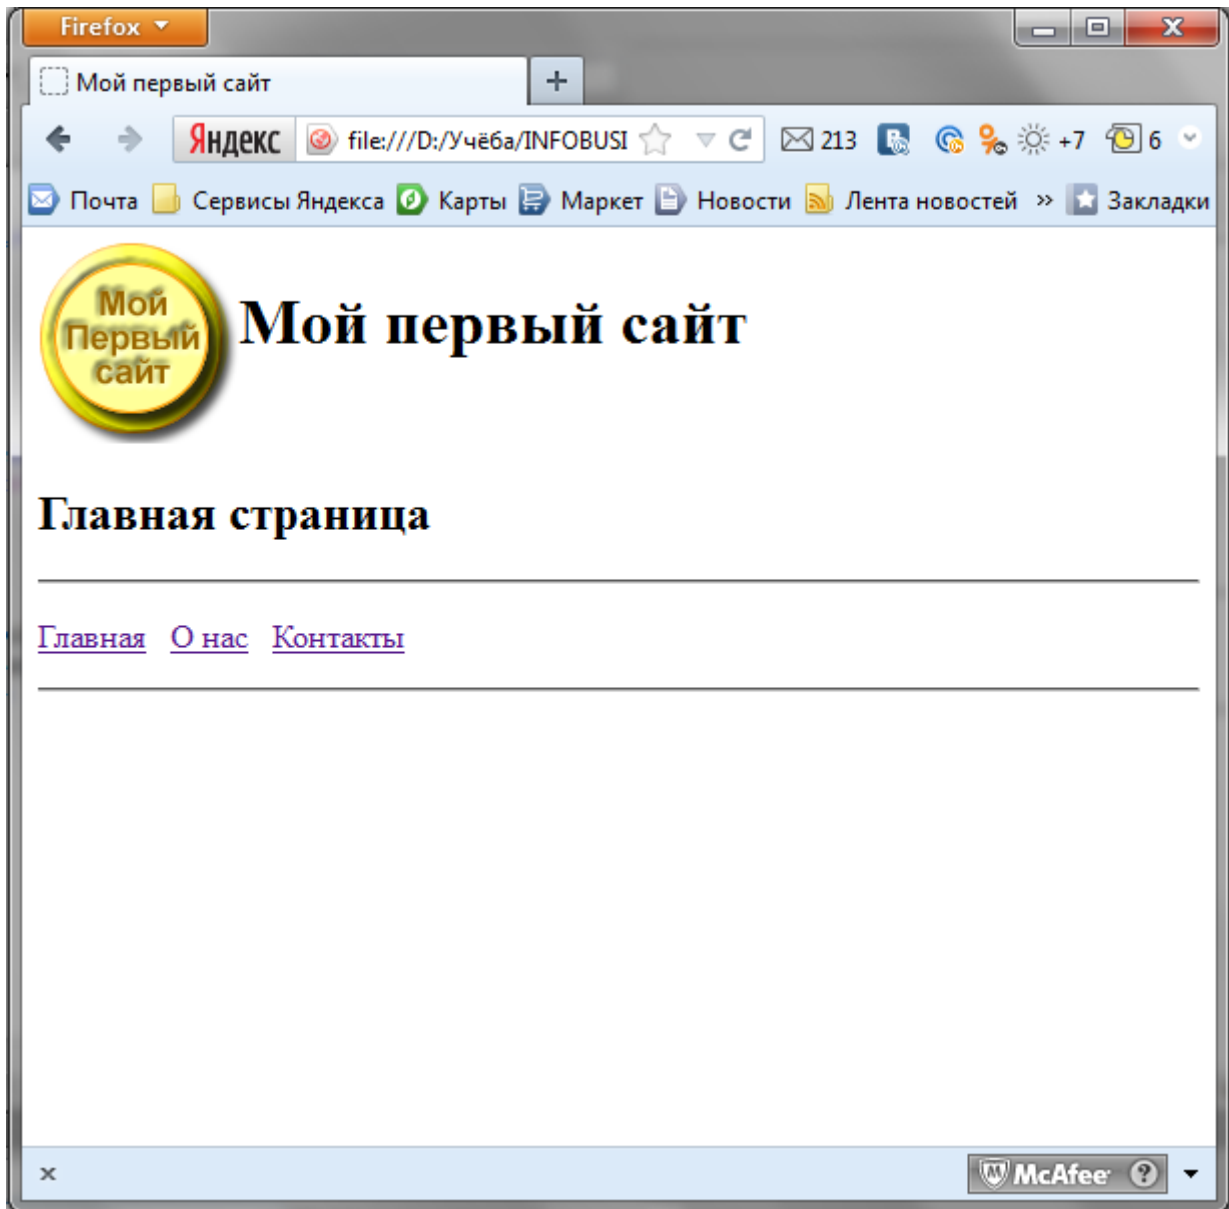 Firefox
Мой первый сайт
Яндекс file:///D:/Учёба/INFOBUSI 213 +7 6
Почта Сервисы Яндекса Карты Маркет Новости Лента новостей » Закладки
Мой
Первый
сайт
Мой первый сайт
Главная страница
Главная О нас Контакты
McAfee ?